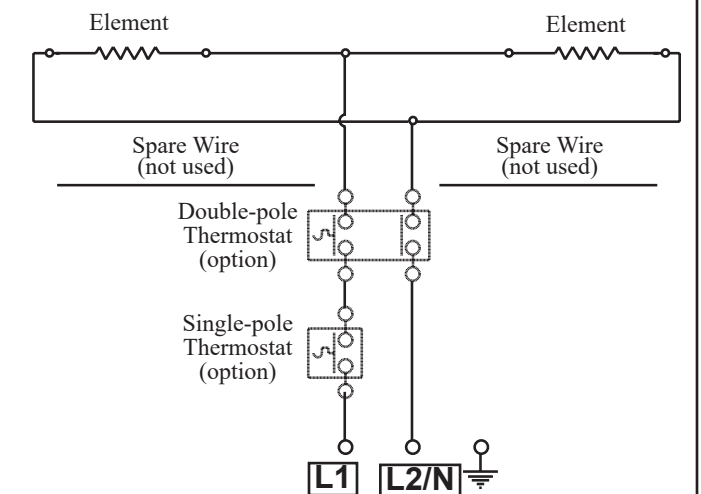 Element
Element
Spare Wire
(not used)
Spare Wire
(not used)
Double-pole
Thermostat
(option)
Single-pole
Thermostat
(option)
L1
L2/N